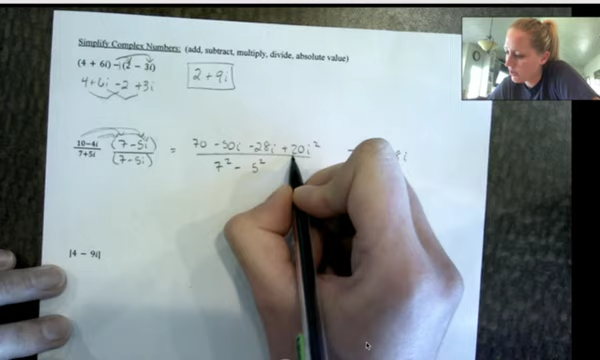 Simplify Complex Numbers: (add, subtract, multiply, divide, absolute value)
(4 + 6i) -1(2 - 3i)
4+6i -2 +3i
2+9i
10-4i (7-5i) = 70 -50i -28i +20i²
7+5i (7-5i) 7² - 5²
|4 - 9i|